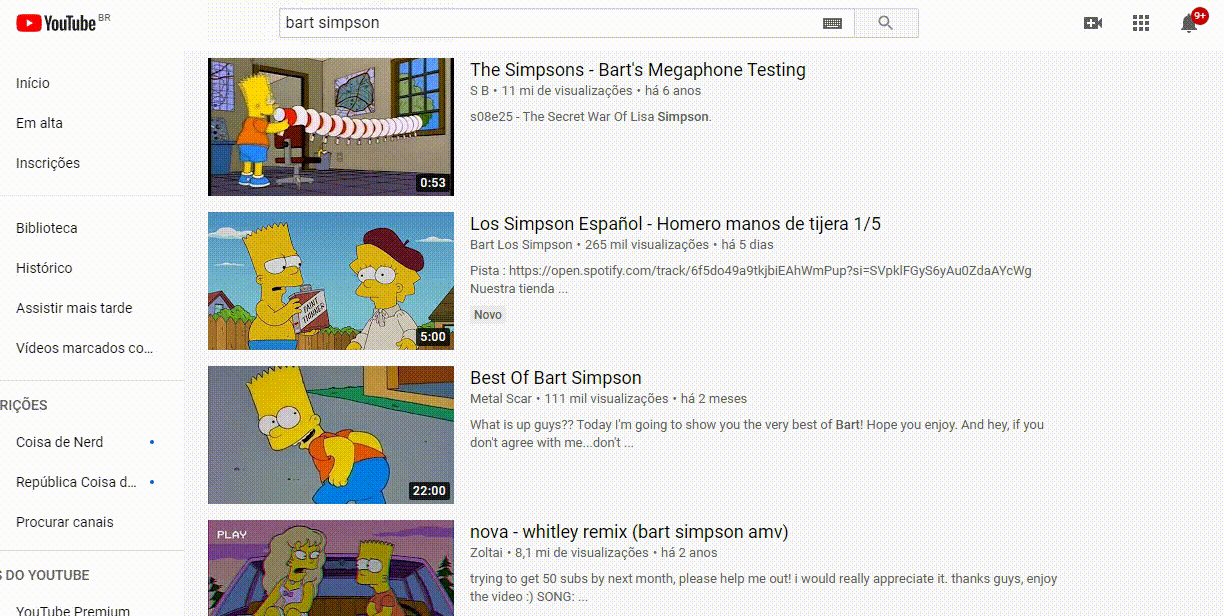 YouTube BR
bart simpson
9+
Início
Em alta
Inscrições
Biblioteca
Histórico
Assistir mais tarde
Vídeos marcados co...
RIÇÕES
Coisa de Nerd
República Coisa d...
Procurar canais
S DO YOUTUBE
YouTube Premium
0:53
The Simpsons - Bart's Megaphone Testing
S B • 11 mi de visualizações • há 6 anos
s08e25 - The Secret War Of Lisa Simpson.
PAINT
THINNER
5:00
Los Simpson Español - Homero manos de tijera 1/5
Bart Los Simpson • 265 mil visualizações • há 5 dias
Pista : https://open.spotify.com/track/6f5do49a9tkjbiEAhWmPup?si=SVpklFGyS6yAu0ZdaAYcWg
Nuestra tienda ...
Novo
22:00
Best Of Bart Simpson
Metal Scar • 111 mil visualizações • há 2 meses
What is up guys?? Today I'm going to show you the very best of Bart! Hope you enjoy. And hey, if you
don't agree with me...don't ...
PLAY
nova - whitley remix (bart simpson amv)
Zoltai • 8,1 mi de visualizações • há 2 anos
trying to get 50 subs by next month, please help me out! i would really appreciate it. thanks guys, enjoy
the video :) SONG: ...